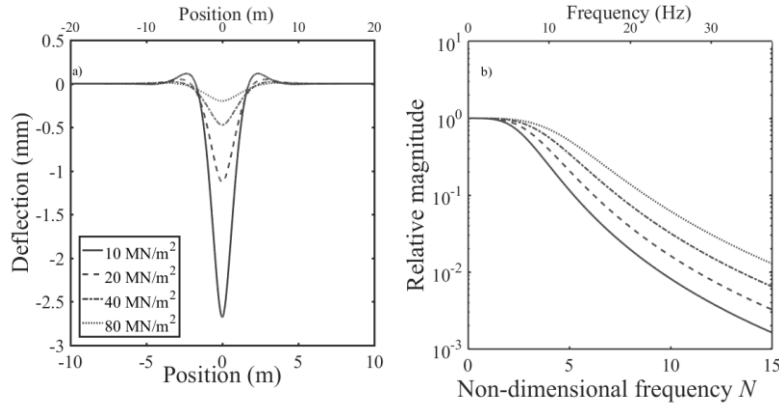 Position (m)
-20 -10 0 10 20
0.5
0
-0.5
-1
-1.5
-2
-2.5
-3
a)
Deflection (mm)
10 MN/m²
20 MN/m²
40 MN/m²
80 MN/m²
-10 -5 0 5 10
Position (m)
Frequency (Hz)
0 10 20 30
10¹
10⁰
10⁻¹
10⁻²
10⁻³
b)
Relative magnitude
0 5 10 15
Non-dimensional frequency N